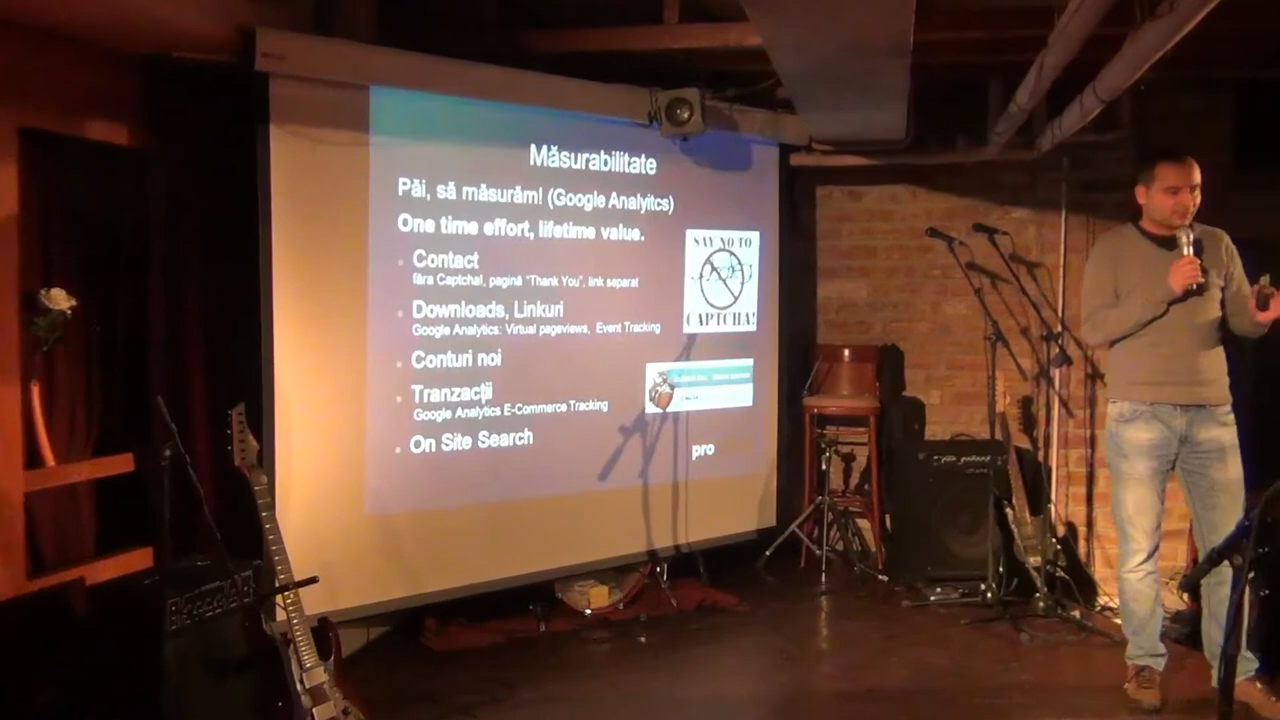 Măsurabilitate
Păi, să măsurăm! (Google Analyitcs)
One time effort, lifetime value.
Contact
făra Captcha!, pagină “Thank You”, link separat
Downloads, Linkuri
Google Analytics: Virtual pageviews, Event Tracking
Conturi noi
Tranzacții
Google Analytics E-Commerce Tracking
On Site Search
SAY NO TO
CAPTCHA!
pro